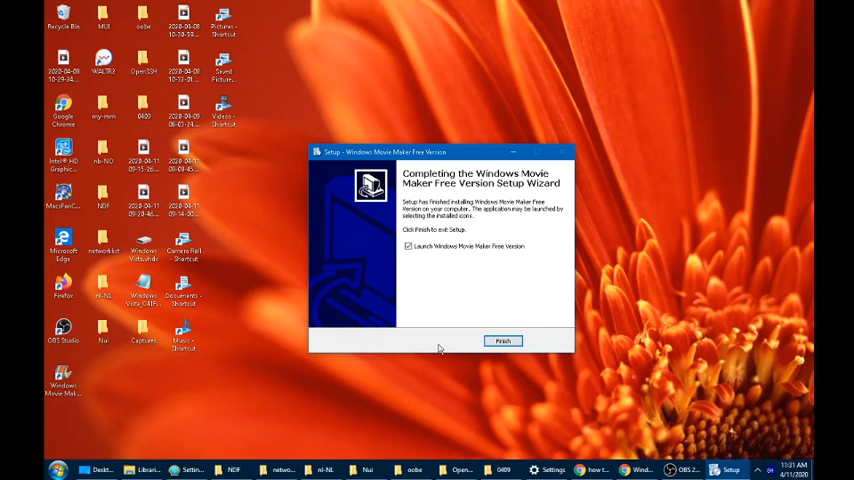 Recycle Bin
MUI
oobe
2020-04-08
10-30-59...
Pictures -
Shortcut
2020-04-08
10-29-34...
WALTR2
OpenSSH
2020-04-08
10-32-01...
Saved
Picture...
Google
Chrome
my-mm
0409
2020-04-09
06-03-24...
Videos -
Shortcut
Intel® HD
Graphic...
nb-NO
2020-04-11
09-15-26...
2020-04-11
08-08-45...
MacsFanC...
NDF
2020-04-11
09-20-46...
2020-04-11
09-14-00...
Microsoft
Edge
networklist
Windows
Vista.vhdx
Camera Roll
- Shortcut
Firefox
nl-NL
Windows
Vista_C41F...
Documents -
Shortcut
OBS Studio
Nui
Captures
Music -
Shortcut
Windows
Movie Mak...
Setup - Windows Movie Maker Free Version
Completing the Windows Movie
Maker Free Version Setup Wizard
Setup has finished installing Windows Movie Maker Free
Version on your computer. The application may be launched by
selecting the installed icons.
Click Finish to exit Setup.
Launch Windows Movie Maker Free Version
Finish
Deskt...
Librari...
Settin...
NDF
netwo...
nl-NL
Nui
oobe
Open...
0409
Settings
how t...
Wind...
OBS 2...
Setup
11:31 AM
4/11/2020